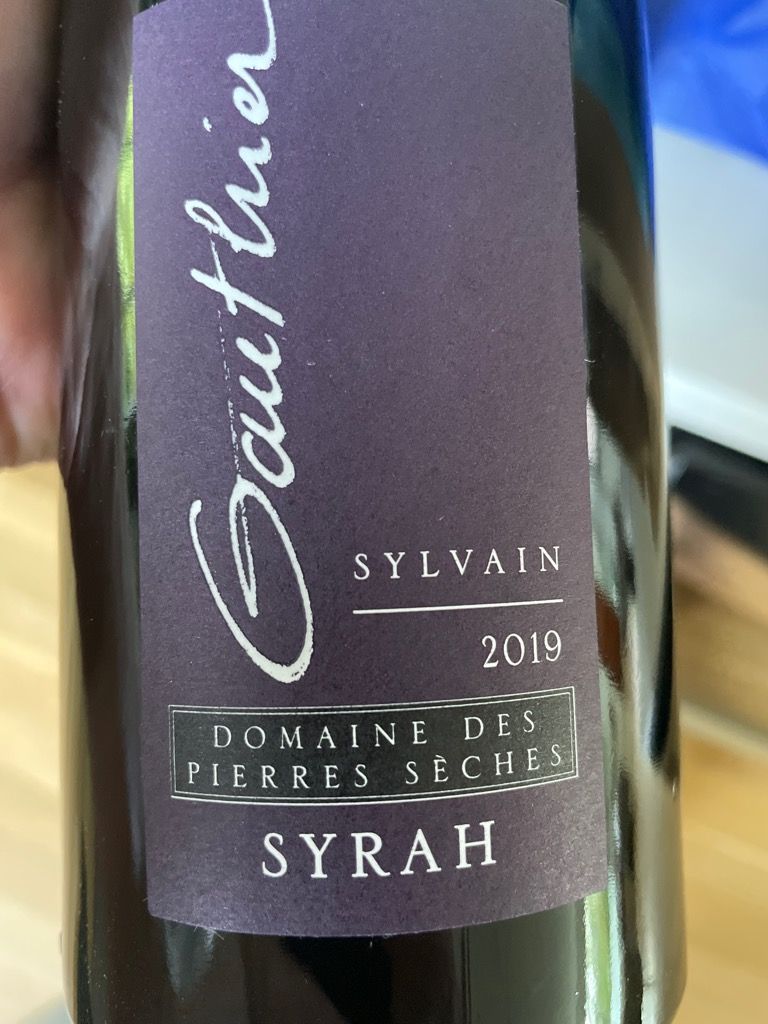 Gauthier
SYLVAIN
2019
DOMAINE DES
PIERRES SÈCHES
SYRAH